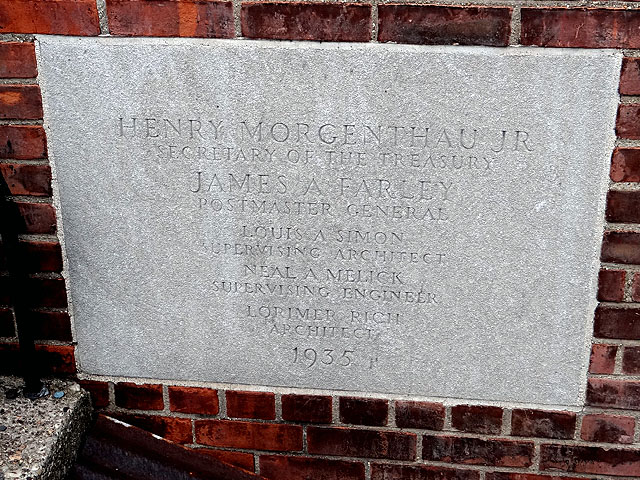 HENRY MORGENTHAU JR
SECRETARY OF THE TREASURY
JAMES A FARLEY
POSTMASTER GENERAL
LOUIS A SIMON
SUPERVISING ARCHITECT
NEAL A MELICK
SUPERVISING ENGINEER
LORIMER RICH
ARCHITECT
1935